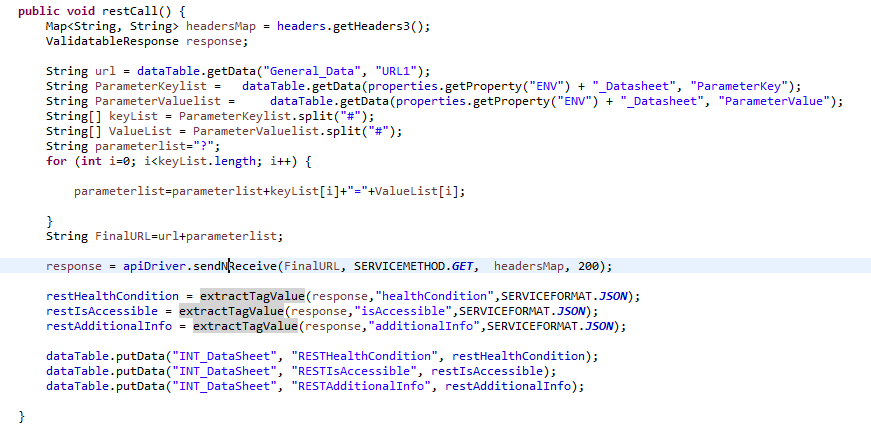 public void restCall() {
    Map<String, String> headersMap = headers.getHeaders3();
    ValidatableResponse response;
    String url = dataTable.getData("General_Data", "URL1");
    String ParameterKeylist =   dataTable.getData(properties.getProperty("ENV") + "_Datasheet", "ParameterKey");
    String ParameterValuelist =     dataTable.getData(properties.getProperty("ENV") + "_Datasheet", "ParameterValue");
    String[] keyList = ParameterKeylist.split("#");
    String[] ValueList = ParameterValuelist.split("#");
    String parameterlist="?";
    for (int i=0; i<keyList.length; i++) {
        parameterlist=parameterlist+keyList[i]+"="+ValueList[i];
    }
    String FinalURL=url+parameterlist;
    response = apiDriver.sendNReceive(FinalURL, SERVICEMETHOD.GET,  headersMap, 200);
    restHealthCondition = extractTagValue(response,"healthCondition",SERVICEFORMAT.JSON);
    restIsAccessible = extractTagValue(response,"isAccessible",SERVICEFORMAT.JSON);
    restAdditionalInfo = extractTagValue(response,"additionalInfo",SERVICEFORMAT.JSON);
    dataTable.putData("INT_DataSheet", "RESTHealthCondition", restHealthCondition);
    dataTable.putData("INT_DataSheet", "RESTIsAccessible", restIsAccessible);
    dataTable.putData("INT_DataSheet", "RESTAdditionalInfo", restAdditionalInfo);
}